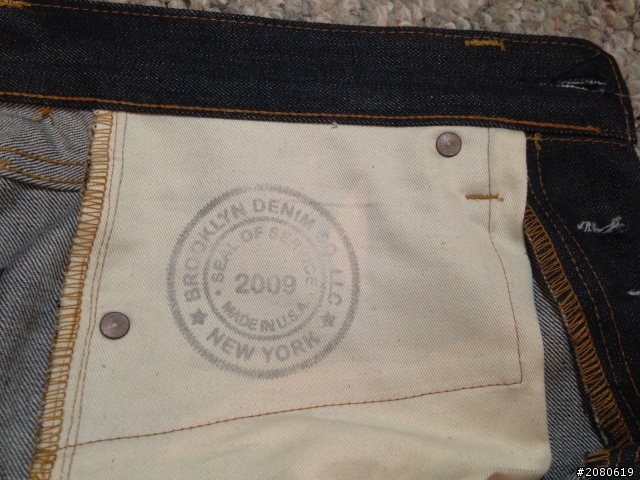 BROOKLYN DENIM CO. LLC
SEAL OF SERVICE
2009
MADE IN U.S.A.
★ NEW YORK ★
#2080619